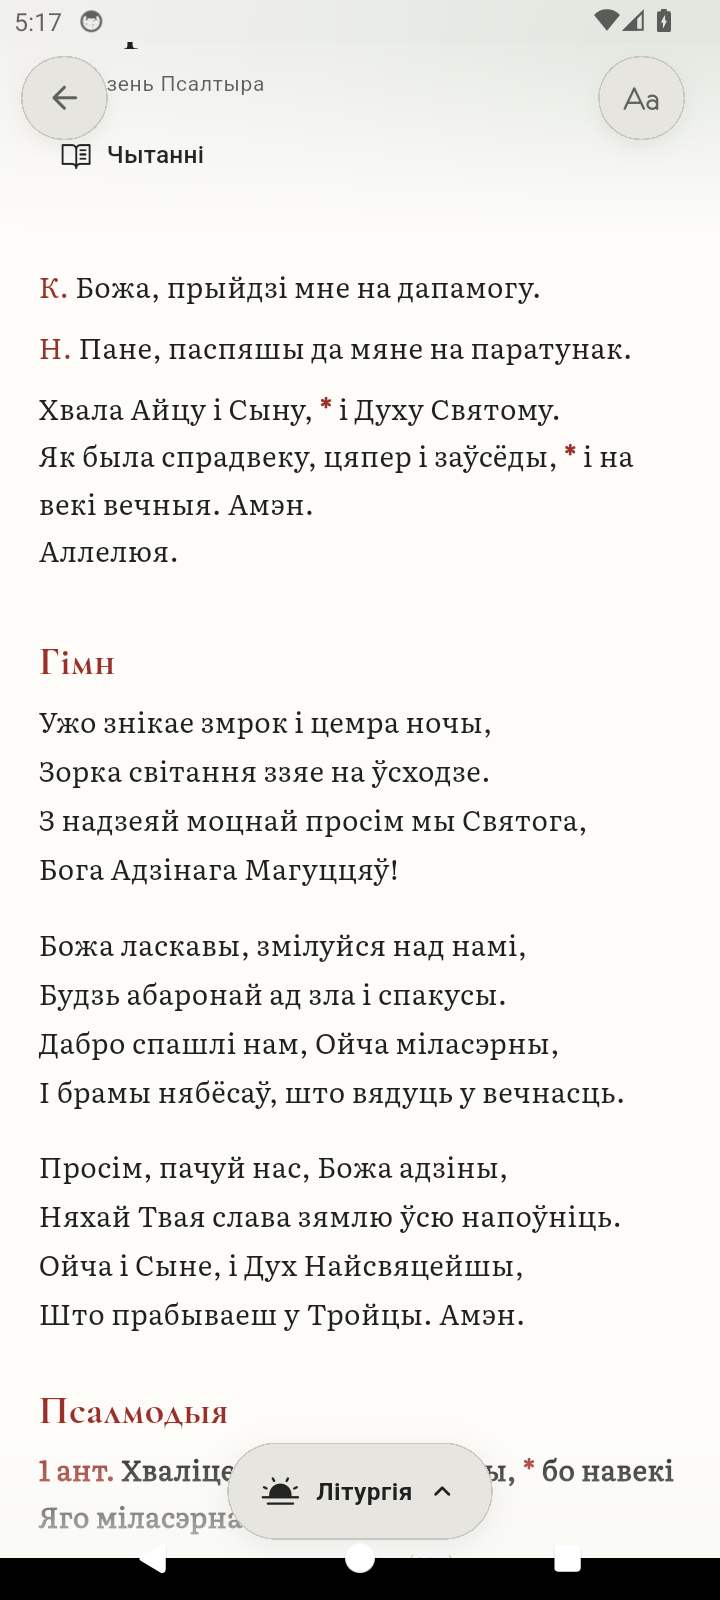 5:17
зень Псалтыра
Aa
Чытанні
К. Божа, прыйдзі мне на дапамогу.
Н. Пане, паспяшы да мяне на паратунак.
Хвала Айцу і Сыну, * і Духу Святому.
Як была спрадвеку, цяпер і заўсёды, * і на
векі вечныя. Амэн.
Аллелюя.
Гімн
Ужо знікае змрок і цемра ночы,
Зорка світання ззяе на ўсходзе.
З надзеяй моцнай просім мы Святога,
Бога Адзінага Магуццяў!
Божа ласкавы, змілуйся над намі,
Будзь абаронай ад зла і спакусы.
Дабро спашлі нам, Ойча міласэрны,
І брамы нябёсаў, што вядуць у вечнасць.
Просім, пачуй нас, Божа адзіны,
Няхай Твая слава зямлю ўсю напоўніць.
Ойча і Сыне, і Дух Найсвяцейшы,
Што прабываеш у Тройцы. Амэн.
Псалмодыя
1 ант. Хваліце ы, * бо навекі
Яго міласэрна
Літургія